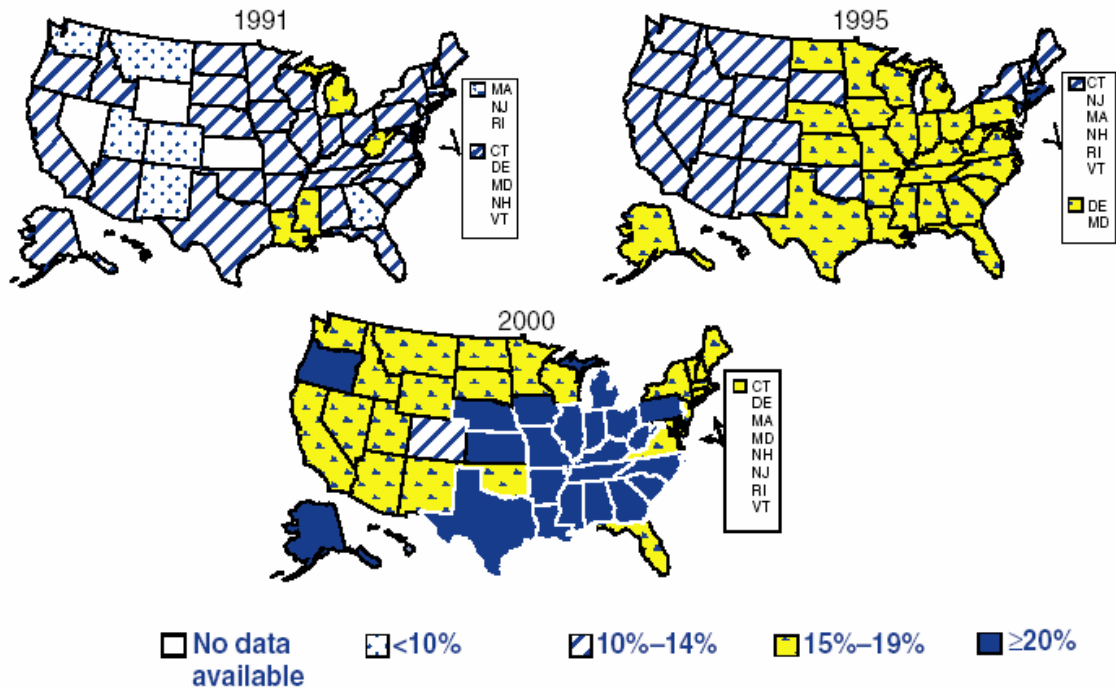 1991
MA
NJ
RI
CT
DE
MD
NH
VT
1995
CT
NJ
MA
NH
RI
VT
DE
MD
2000
CT
DE
MA
MD
NH
NJ
RI
VT
No data
available
<10%
10%–14%
15%–19%
≥20%